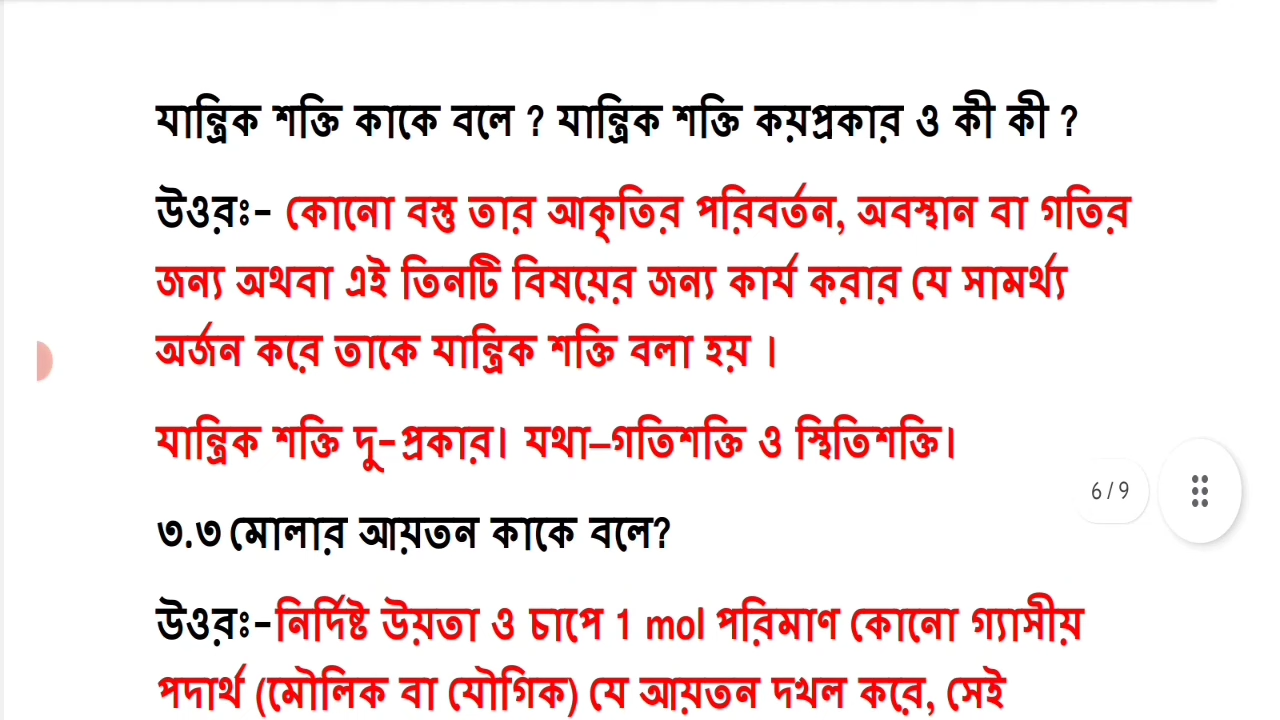 যান্ত্রিক শক্তি কাকে বলে ? যান্ত্রিক শক্তি কয়প্রকার ও কী কী ?
উওরঃ- কোনো বস্তু তার আকৃতির পরিবর্তন, অবস্থান বা গতির
জন্য অথবা এই তিনটি বিষয়ের জন্য কার্য করার যে সামর্থ্য
অর্জন করে তাকে যান্ত্রিক শক্তি বলা হয় ।
যান্ত্রিক শক্তি দু-প্রকার। যথা–গতিশক্তি ও স্থিতিশক্তি।
6 / 9
৩.৩ মোলার আয়তন কাকে বলে?
উওরঃ-নির্দিষ্ট উয়তা ও চাপে 1 mol পরিমাণ কোনো গ্যাসীয়
পদার্থ (মৌলিক বা যৌগিক) যে আয়তন দখল করে, সেই